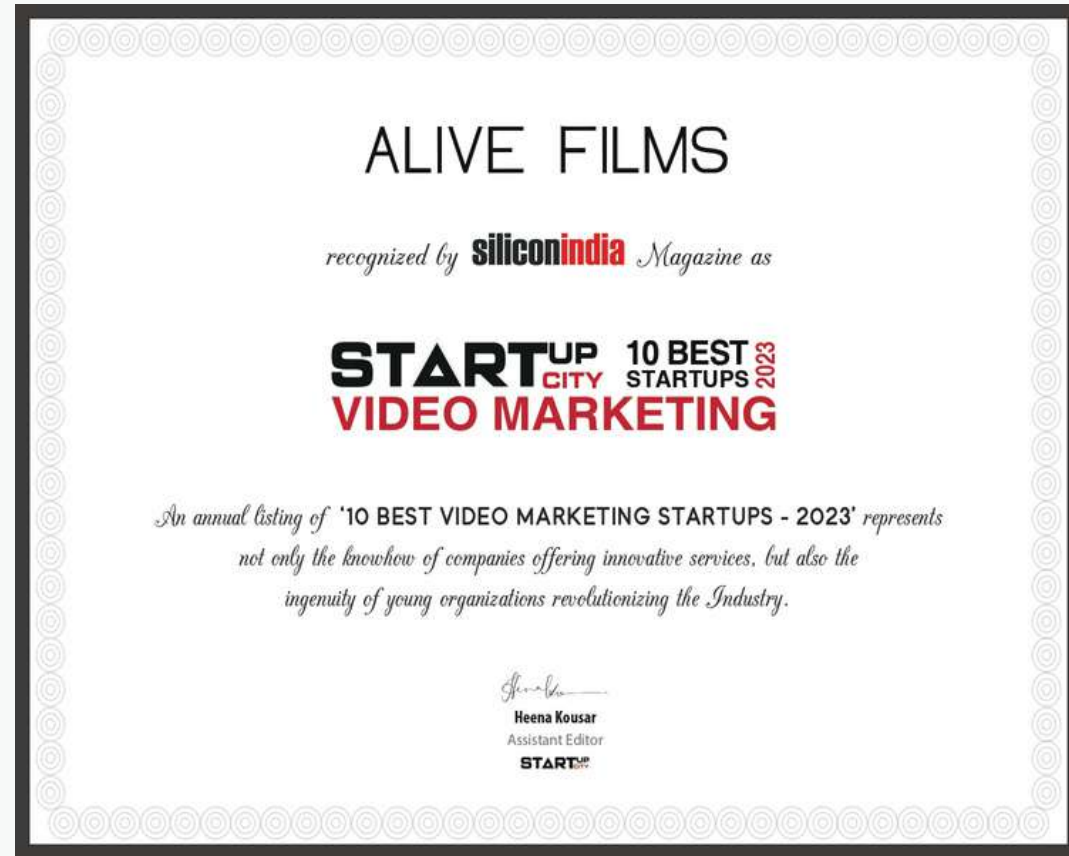 ALIVE FILMS
recognized by siliconindia Magazine as
STARTUP CITY 10 BEST STARTUPS 2023
VIDEO MARKETING
An annual listing of '10 BEST VIDEO MARKETING STARTUPS - 2023' represents
not only the knowhow of companies offering innovative services, but also the
ingenuity of young organizations revolutionizing the Industry.
Heena Kousar
Assistant Editor
STARTUP CITY